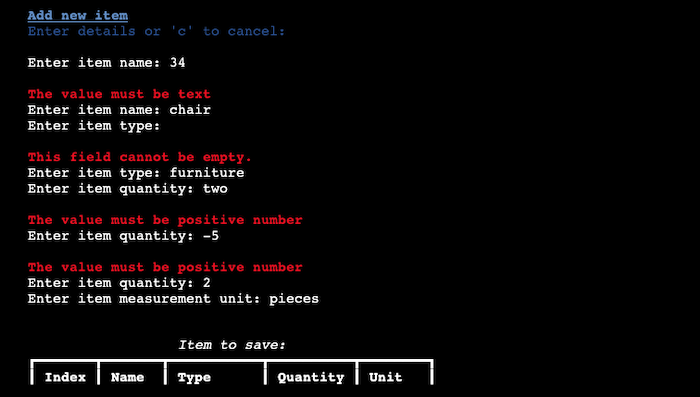 Add new item
Enter details or 'c' to cancel:
Enter item name: 34
The value must be text
Enter item name: chair
Enter item type:
This field cannot be empty.
Enter item type: furniture
Enter item quantity: two
The value must be positive number
Enter item quantity: -5
The value must be positive number
Enter item quantity: 2
Enter item measurement unit: pieces
Item to save:
Index Name Type Quantity Unit